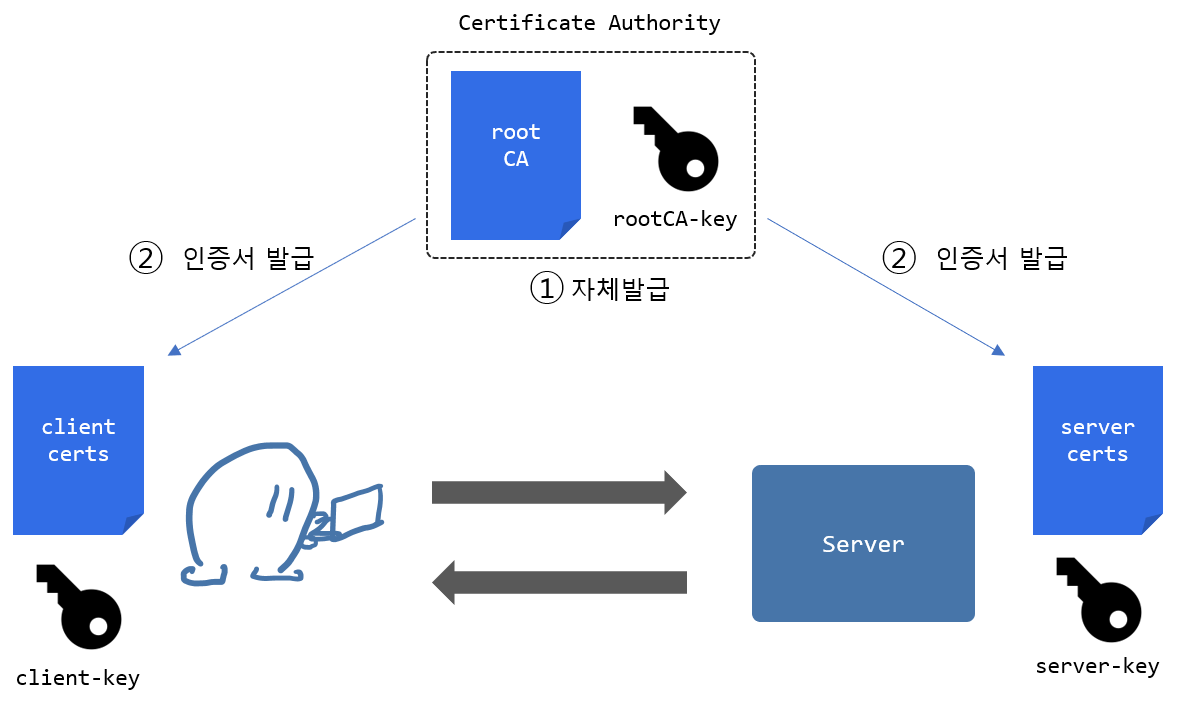 Certificate Authority
root
CA
rootCA-key
② 인증서 발급
② 인증서 발급
① 자체발급
client
certs
server
certs
Server
client-key
server-key